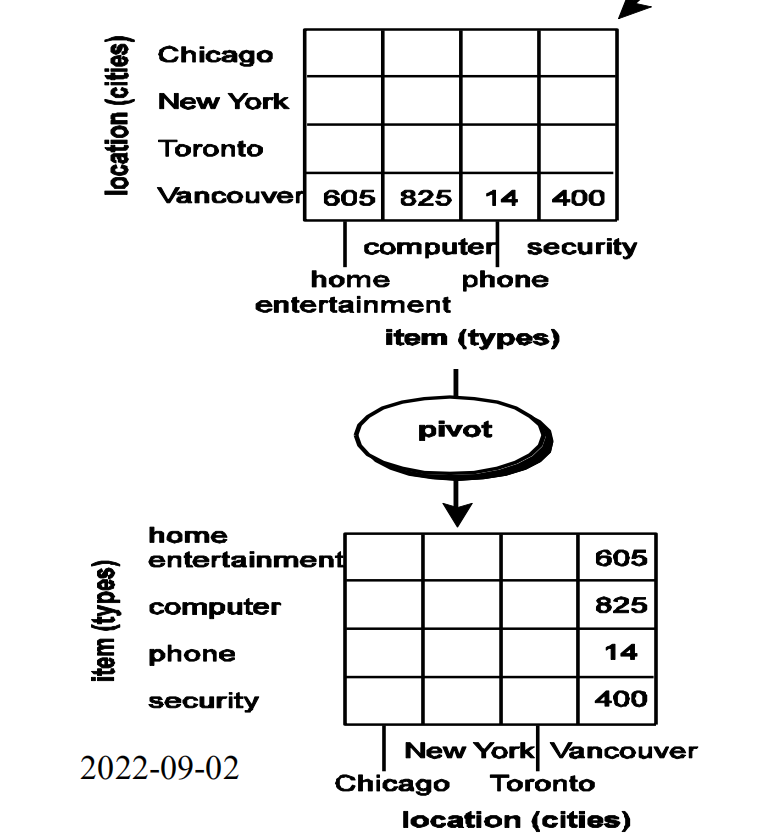 location (cities)
Chicago
New York
Toronto
Vancouver 605 825 14 400
computer security
home phone
entertainment
item (types)
pivot
item (types)
home
entertainment 605
computer 825
phone 14
security 400
New York Vancouver
2022-09-02
Chicago Toronto
location (cities)